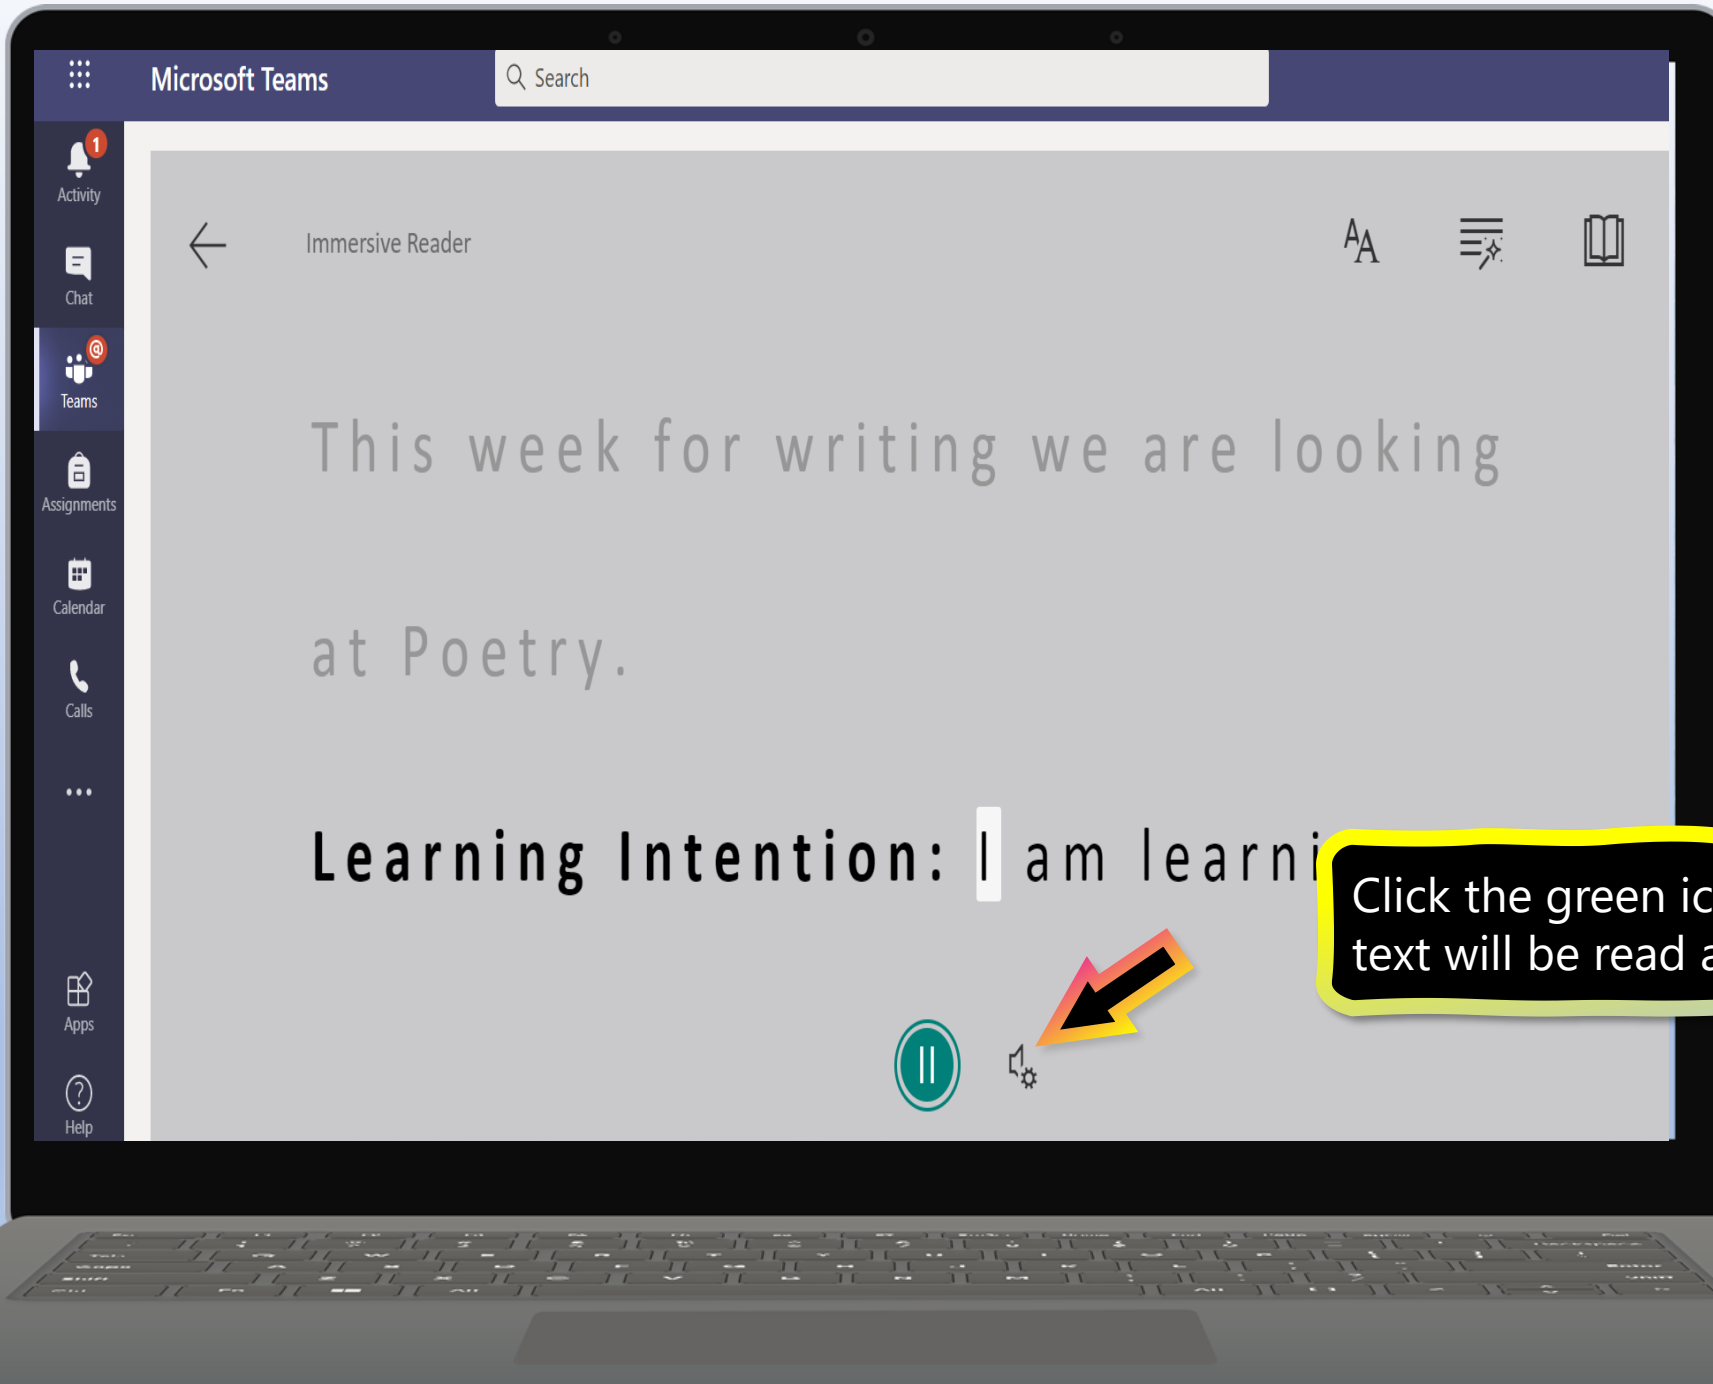 Microsoft Teams
Search
1
Activity
Chat
@
Teams
Assignments
Calendar
Calls
Apps
Help
Immersive Reader
This week for writing we are looking
at Poetry.
Learning Intention: I am learni
Click the green ic
text will be read a